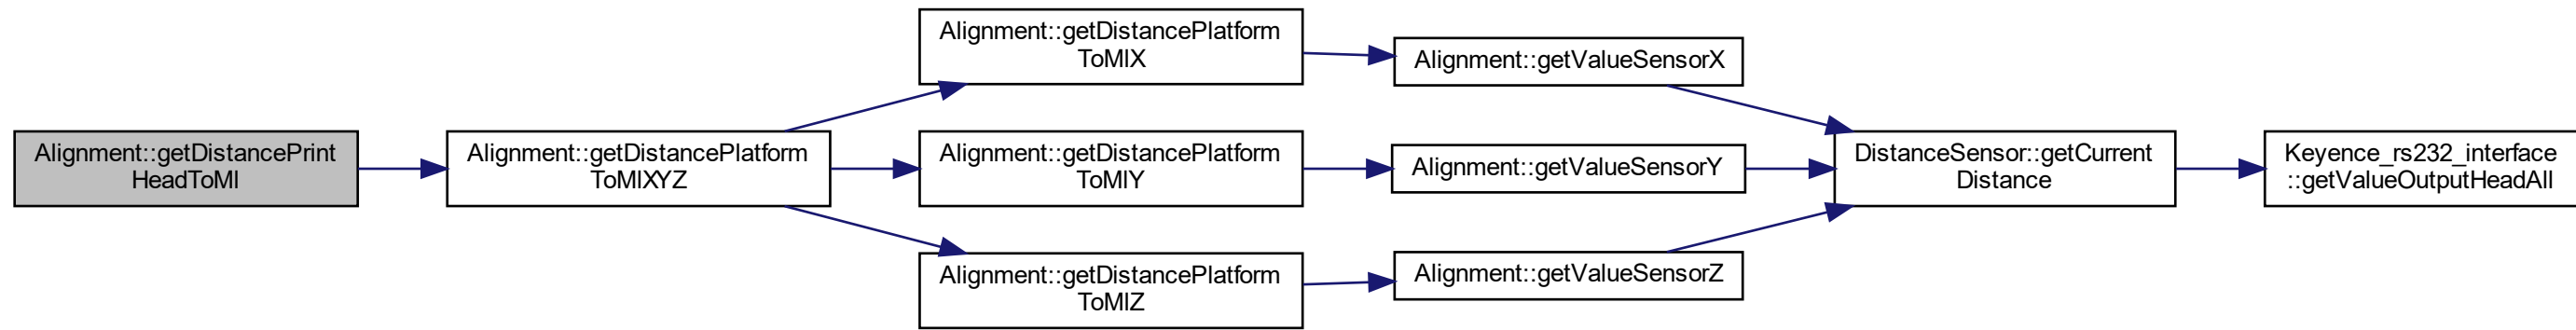 Alignment::getDistancePrint
HeadToMI
Alignment::getDistancePlatform
ToMIXYZ
Alignment::getDistancePlatform
ToMIX
Alignment::getDistancePlatform
ToMIY
Alignment::getDistancePlatform
ToMIZ
Alignment::getValueSensorX
Alignment::getValueSensorY
Alignment::getValueSensorZ
DistanceSensor::getCurrent
Distance
Keyence_rs232_interface
::getValueOutputHeadAll